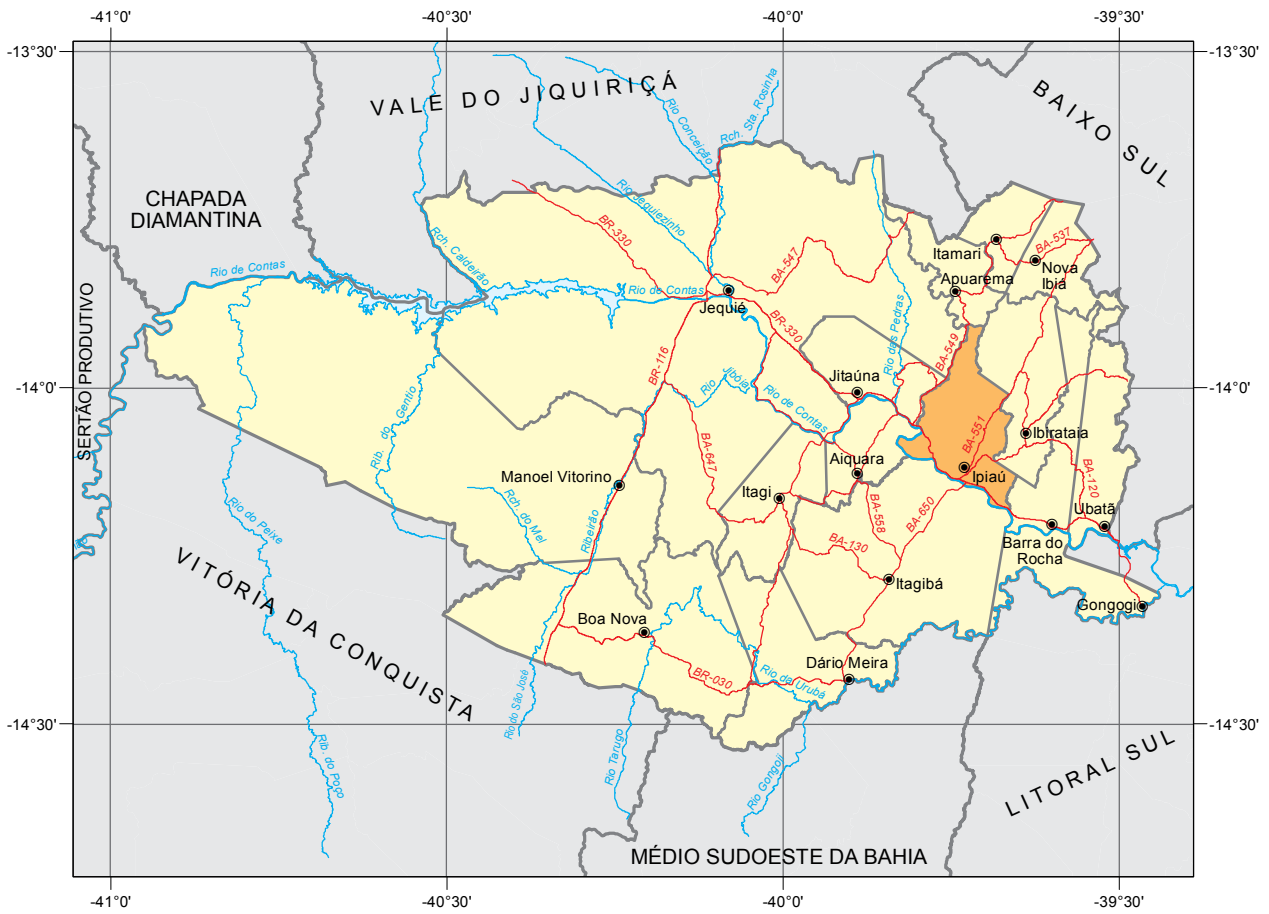 -41°0'
-40°30'
-40°0'
-39°30'
-13°30'
-13°30'
VALE DO JIQUIRIÇÁ
BAIXO SUL
Rio Conceição
Rch. Sta. Rosinha
CHAPADA
DIAMANTINA
BR-330
Rio Jequiezinho
Rch. Caldeirão
BA-547
Itamari
BA-537
Nova
Ibiá
Apuarema
Rio de Contas
Rio de Contas
Jequié
SERTÃO PRODUTIVO
BR-330
Rio das Pedras
BA-549
BR-116
-14°0'
-14°0'
Rio Jibóia
Jitaúna
Rio de Contas
Rib. do Gentio
BA-551
Ibirataia
BA-647
Aiquara
Ipiaú
Manoel Vitorino
Itagi
BA-120
Rch. do Mel
Ribeirão
BA-558
BA-650
Ubatã
Rio do Peixe
BA-130
Barra do
Rocha
Itagibá
VITÓRIA DA CONQUISTA
Gongogi
Boa Nova
Dário Meira
BR-030
Rio da Urubá
Rio do São José
-14°30'
-14°30'
Rib. do Poço
Rio Tarugo
Rio Gongoji
LITORAL SUL
MÉDIO SUDOESTE DA BAHIA
-41°0'
-40°30'
-40°0'
-39°30'